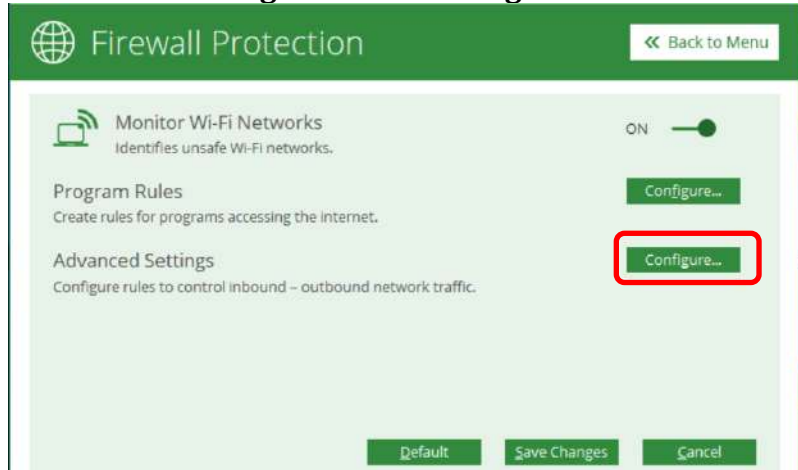 Firewall Protection
Back to Menu
Monitor Wi-Fi Networks
ON
Identifies unsafe Wi-Fi networks.
Program Rules
Configure...
Create rules for programs accessing the internet.
Advanced Settings
Configure...
Configure rules to control inbound – outbound network traffic.
Default
Save Changes
Cancel